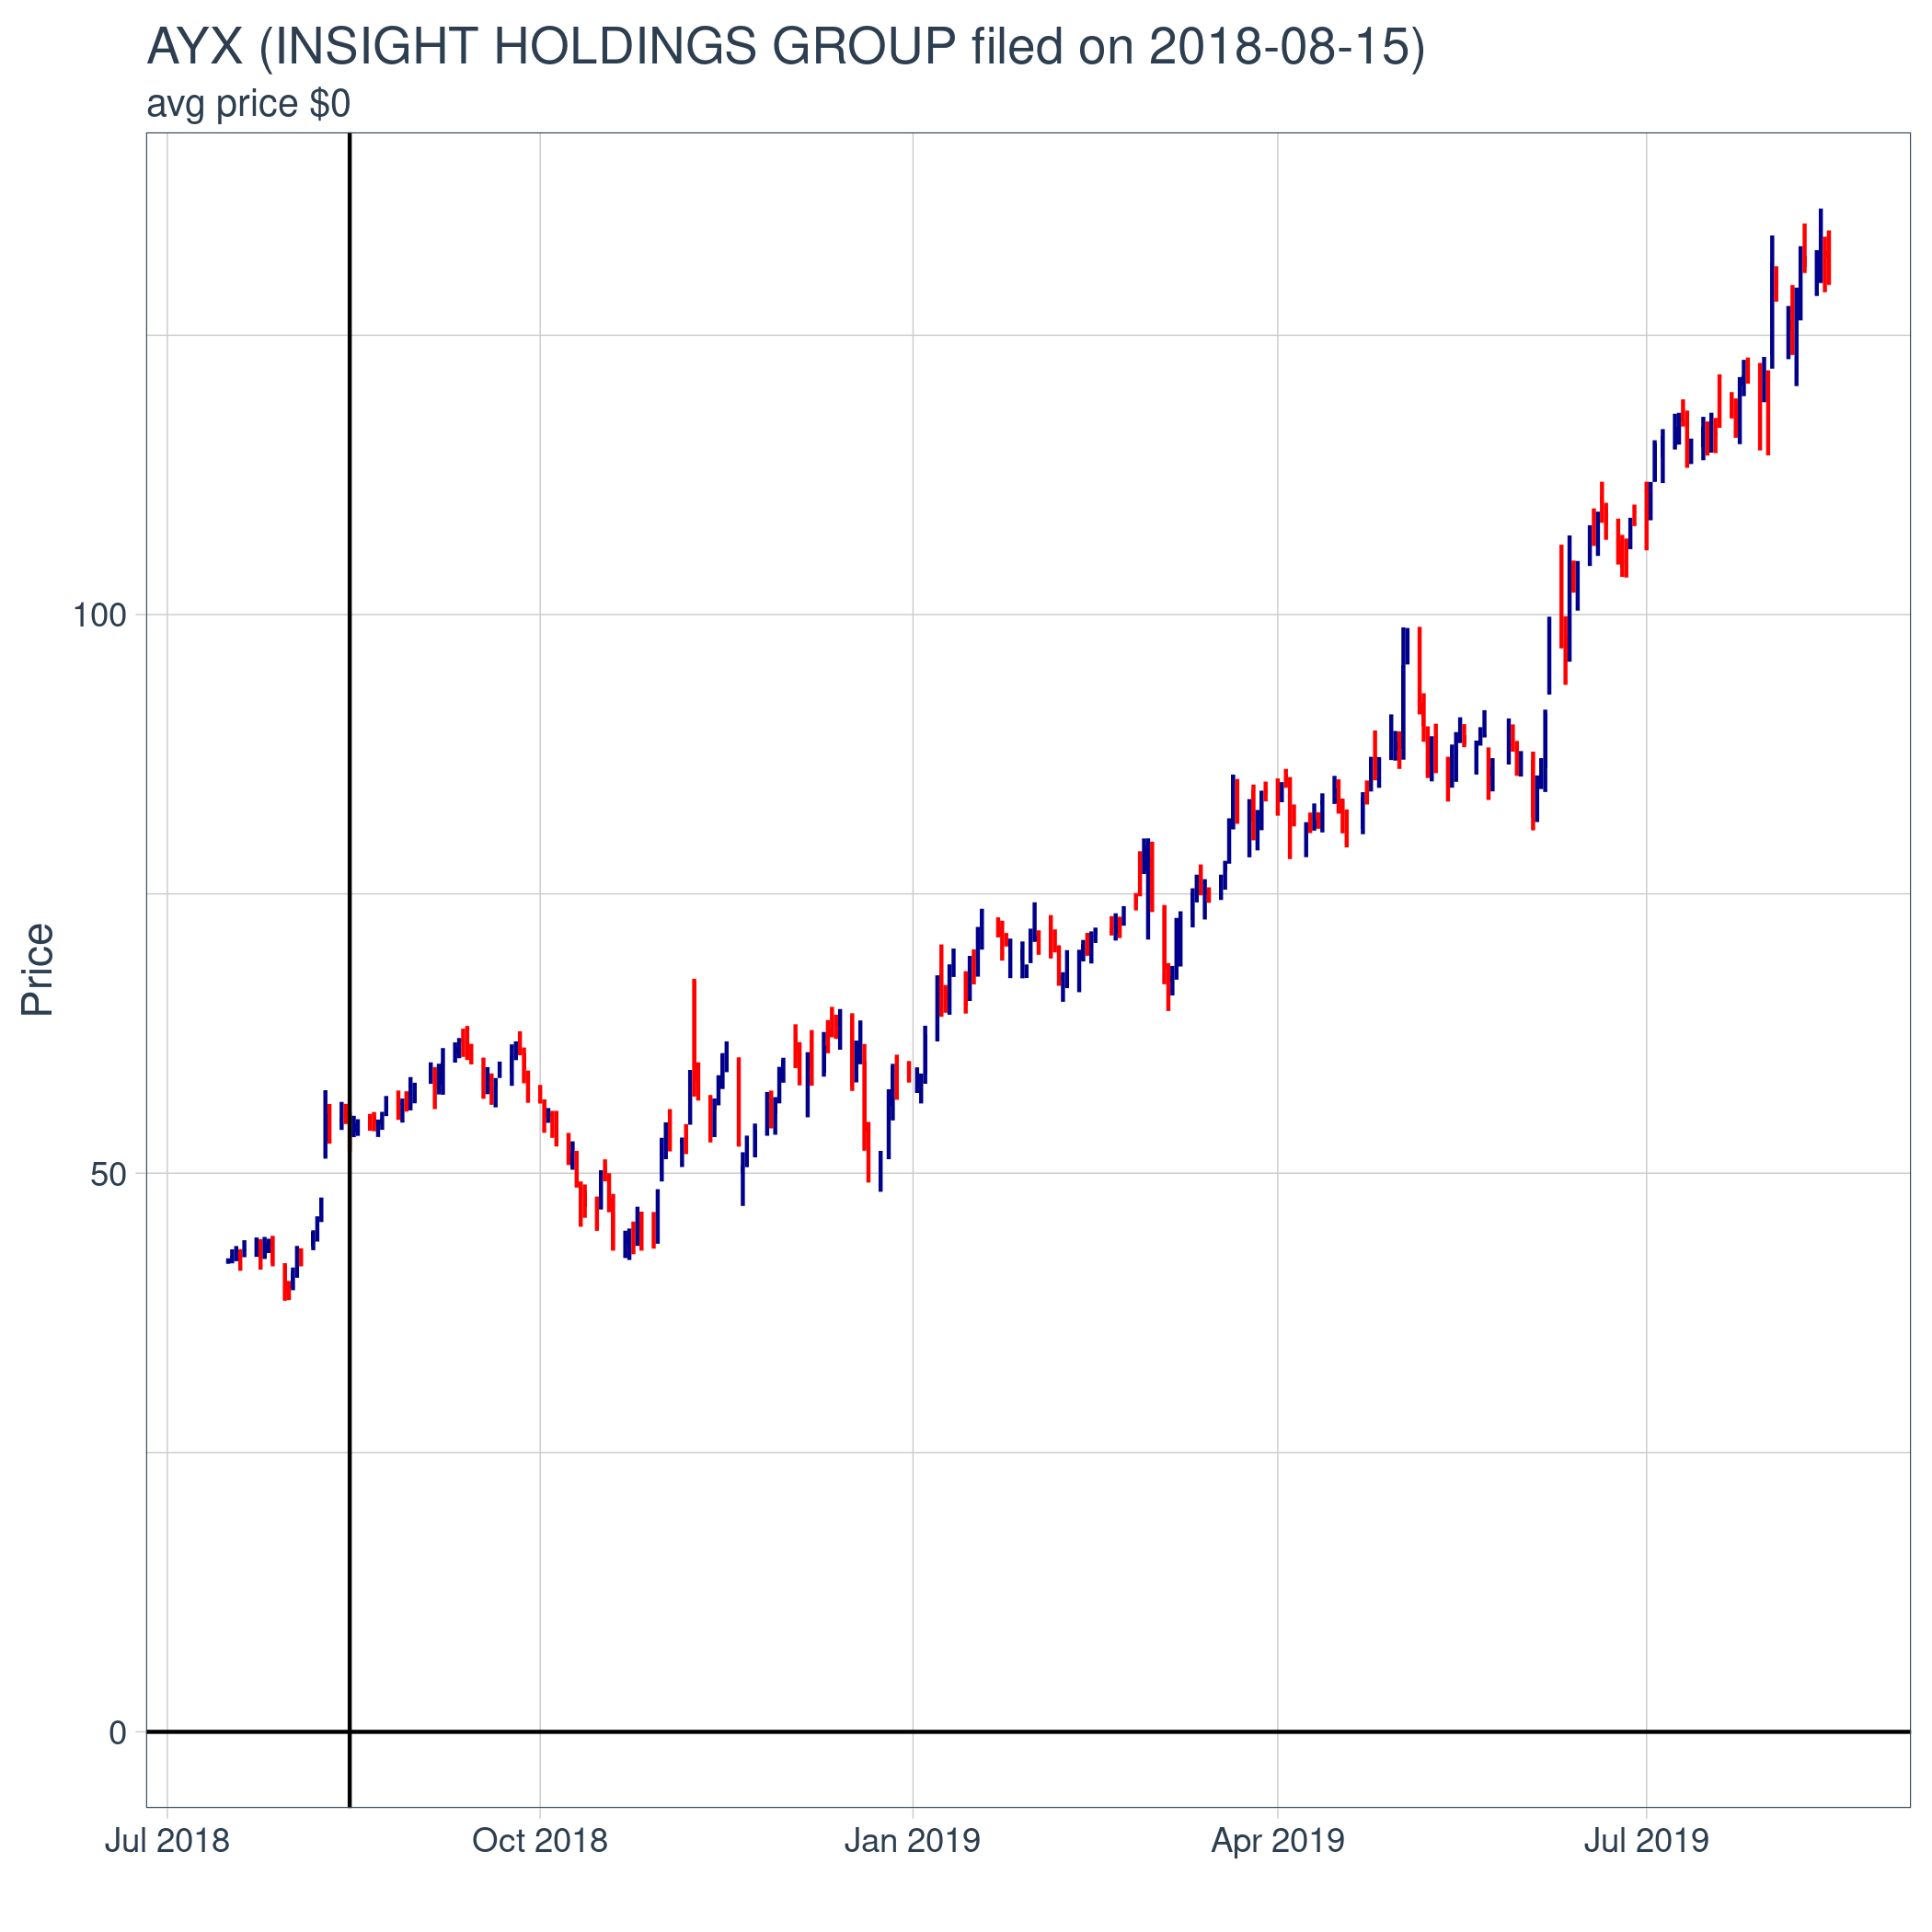 AYX (INSIGHT HOLDINGS GROUP filed on 2018-08-15)
avg price $0
100
Price
50
0
Jul 2018 Oct 2018 Jan 2019 Apr 2019 Jul 2019